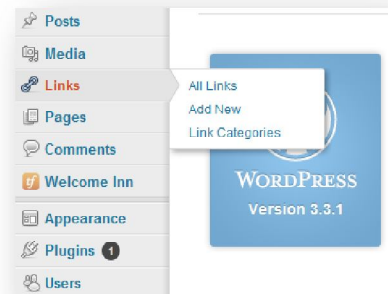 Posts
Media
Links
Pages
Comments
tf Welcome Inn
Appearance
Plugins 1
Users
All Links
Add New
Link Categories
WORDPRESS
Version 3.3.1